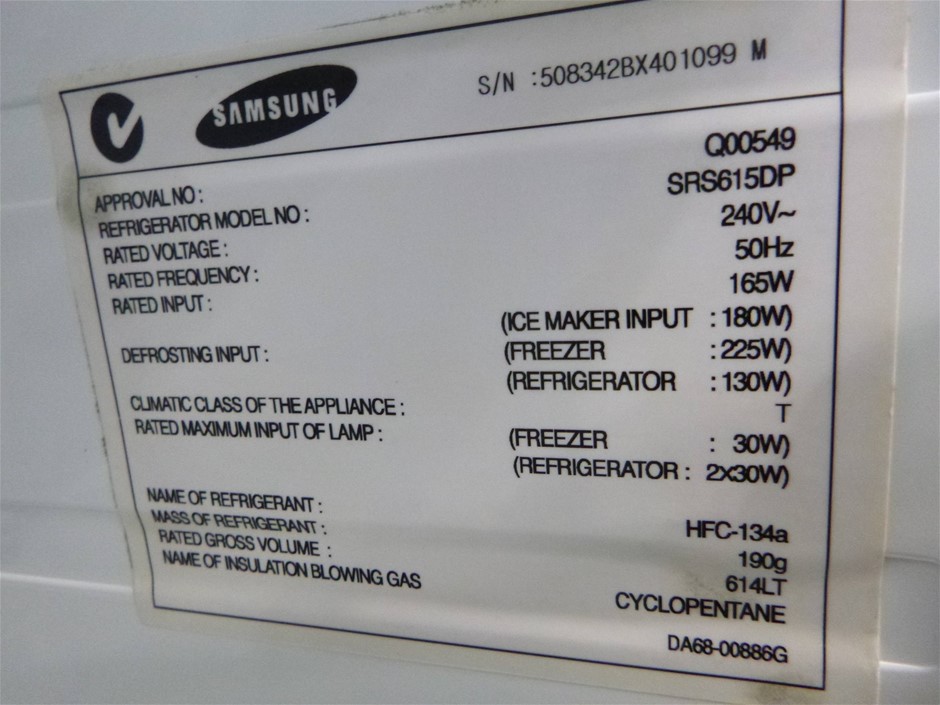 SAMSUNG
S/N :508342BX401099 M
APPROVAL NO : Q00549
REFRIGERATOR MODEL NO : SRS615DP
RATED VOLTAGE : 240V~
RATED FREQUENCY : 50Hz
RATED INPUT : 165W
(ICE MAKER INPUT : 180W)
DEFROSTING INPUT : (FREEZER : 225W)
(REFRIGERATOR : 130W)
CLIMATIC CLASS OF THE APPLIANCE : T
RATED MAXIMUM INPUT OF LAMP : (FREEZER : 30W)
(REFRIGERATOR : 2x30W)
NAME OF REFRIGERANT : HFC-134a
MASS OF REFRIGERANT : 190g
RATED GROSS VOLUME : 614LT
NAME OF INSULATION BLOWING GAS CYCLOPENTANE
DA68-00886G